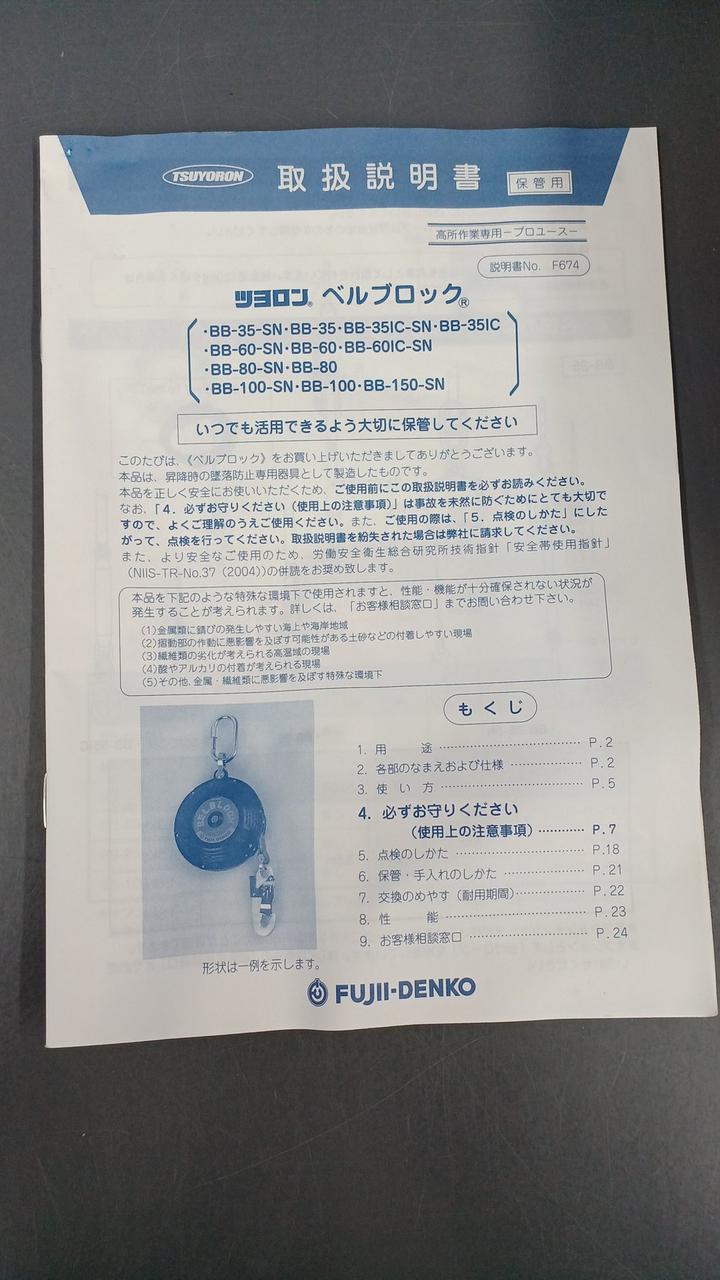 TSUYORON 取扱説明書 保管用
高所作業専用−プロユース−
説明書No. F674
ツヨロン® ベルブロック®
・BB-35-SN・BB-35・BB-35IC-SN・BB-35IC
・BB-60-SN・BB-60・BB-60IC-SN
・BB-80-SN・BB-80
・BB-100-SN・BB-100・BB-150-SN
いつでも活用できるよう大切に保管してください
このたびは、《ベルブロック》をお買い上げいただきましてありがとうございます。
本品は、昇降時の墜落防止専用器具として製造したものです。
本品を正しく安全にお使いいただくため、ご使用前にこの取扱説明書を必ずお読みください。
なお、「4．必ずお守りください（使用上の注意事項）」は事故を未然に防ぐためにとても大切で
すので、よくご理解のうえご使用ください。また、ご使用の際は、「5．点検のしかた」にした
がって、点検を行ってください。取扱説明書を紛失された場合は弊社に請求してください。
また、より安全なご使用のため、労働安全衛生総合研究所技術指針「安全帯使用指針」
（NIIS-TR-No.37（2004））の併読をお奨め致します。
本品を下記のような特殊な環境下で使用されますと、性能・機能が十分確保されない状況が
発生することが考えられます。詳しくは、「お客様相談窓口」までお問い合わせ下さい。
(1)金属類に錆びの発生しやすい海上や海岸地域
(2)摺動部の作動に悪影響を及ぼす可能性がある土砂などの付着しやすい現場
(3)繊維類の劣化が考えられる高温域の現場
(4)酸やアルカリの付着が考えられる現場
(5)その他、金属・繊維類に悪影響を及ぼす特殊な環境下
もくじ
1. 用　途 …… P.2
2. 各部のなまえおよび仕様 …… P.2
3. 使い方 …… P.5
4. 必ずお守りください
（使用上の注意事項）…… P.7
5. 点検のしかた …… P.18
6. 保管・手入れのしかた …… P.21
7. 交換のめやす（耐用期間）…… P.22
8. 性　能 …… P.23
9. お客様相談窓口 …… P.24
BELBLOCK
形状は一例を示します。
FUJII-DENKO